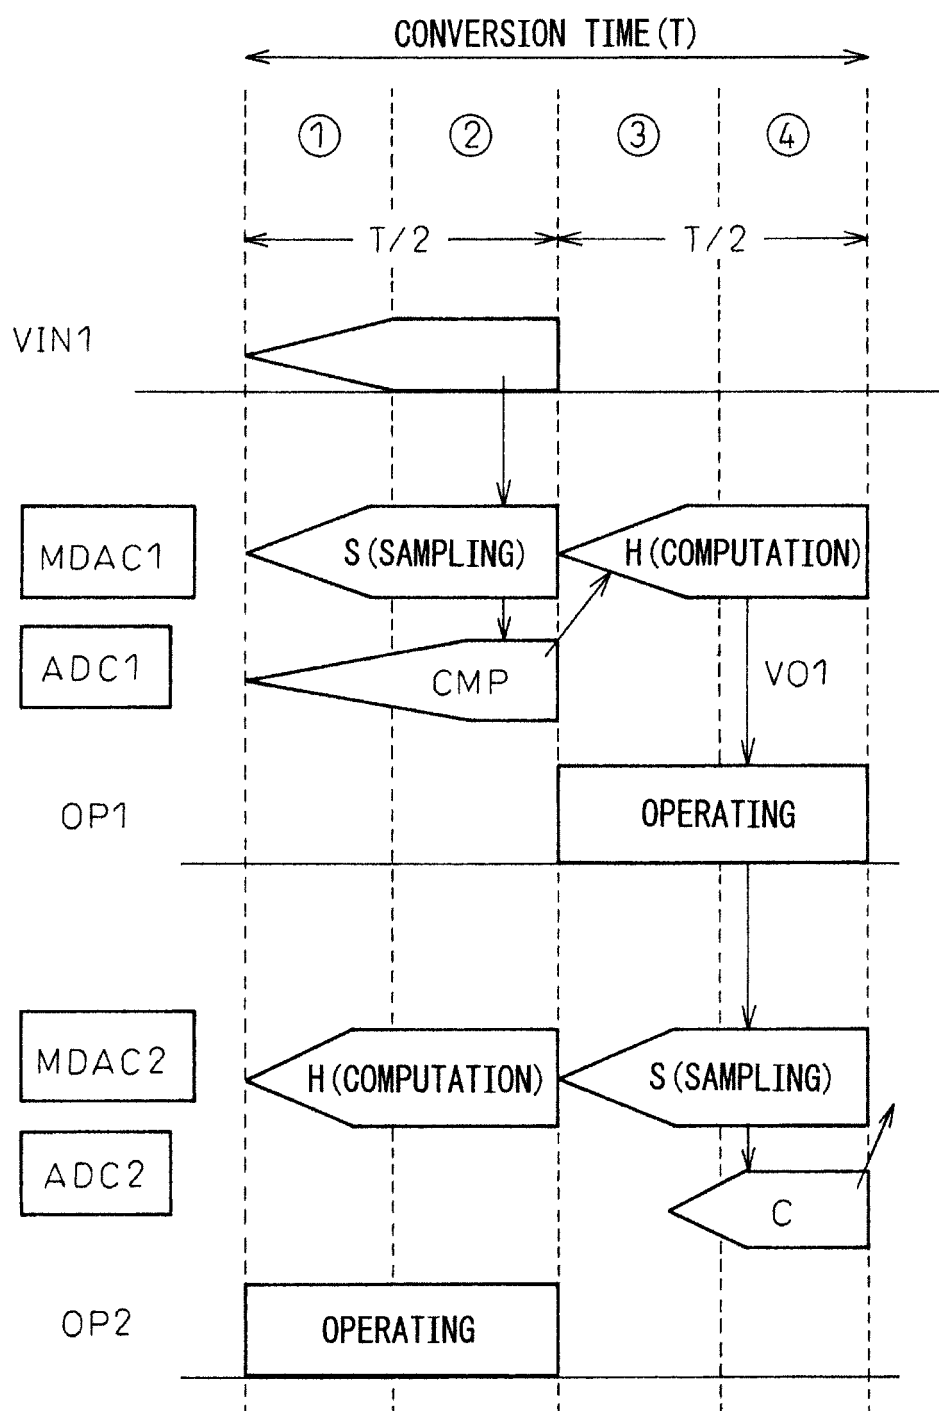 CONVERSION TIME(T)
① ② ③ ④
T/2 T/2
VIN1
MDAC1 S(SAMPLING) H(COMPUTATION)
ADC1 CMP VO1
OP1 OPERATING
MDAC2 H(COMPUTATION) S(SAMPLING)
ADC2 C
OP2 OPERATING